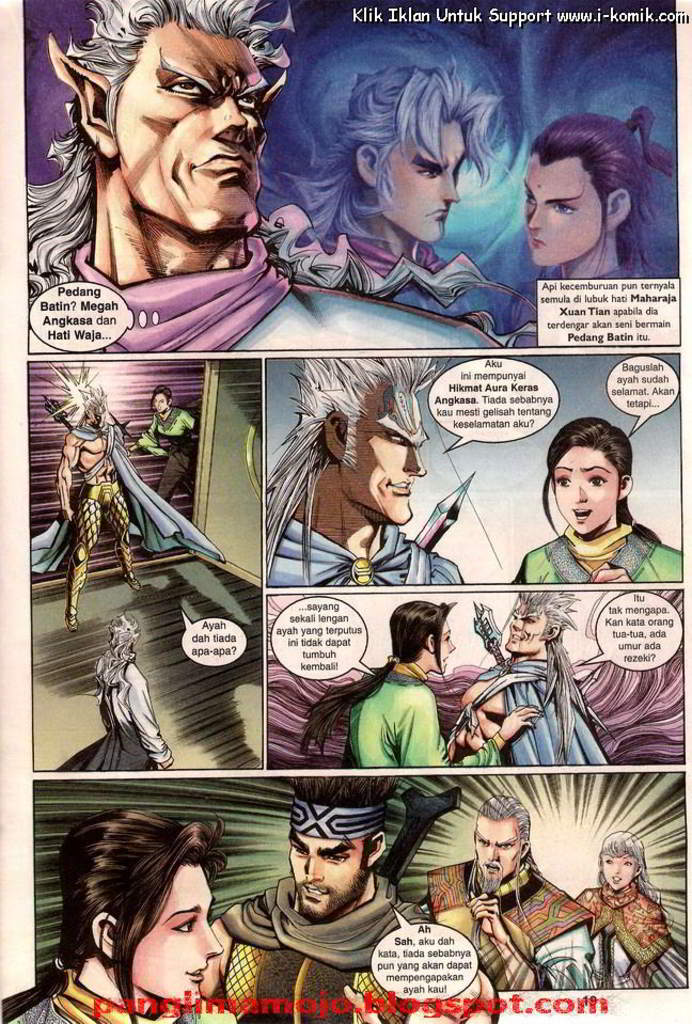 Klik Iklan Untuk Support www.i-komik.com
Pedang
Batin? Megah
Angkasa dan
Hati Waja...
Api kecemburuan pun ternyala
semula di lubuk hati Maharaja
Xuan Tian apabila dia
terdengar akan seni bermain
Pedang Batin itu.
Ayah
dah tiada
apa-apa?
Aku
ini mempunyai
Hikmat Aura Keras
Angkasa. Tiada sebabnya
kau mesti gelisah tentang
keselamatan aku?
Baguslah
ayah sudah
selamat. Akan
tetapi...
...sayang
sekali lengan
ayah yang terputus
ini tidak dapat
tumbuh
kembali!
Itu
tak mengapa.
Kan kata orang
tua-tua, ada
umur ada
rezeki?
Ah
Sah, aku dah
kata, tiada sebabnya
pun yang akan dapat
mempengapakan
ayah kau!
panglimamojo.blogspot.com